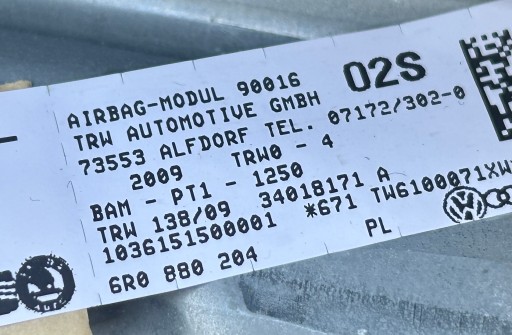 AIRBAG-MODUL 90016 02S
TRW AUTOMOTIVE GMBH
73553 ALFDORF TEL. 07172/302-0
2009 TRW0 - 4
BAM - PT1 - 1250
TRW 138/09 34018171 A
1036151500001 *671 TW6100071XW
6R0 880 204 PL